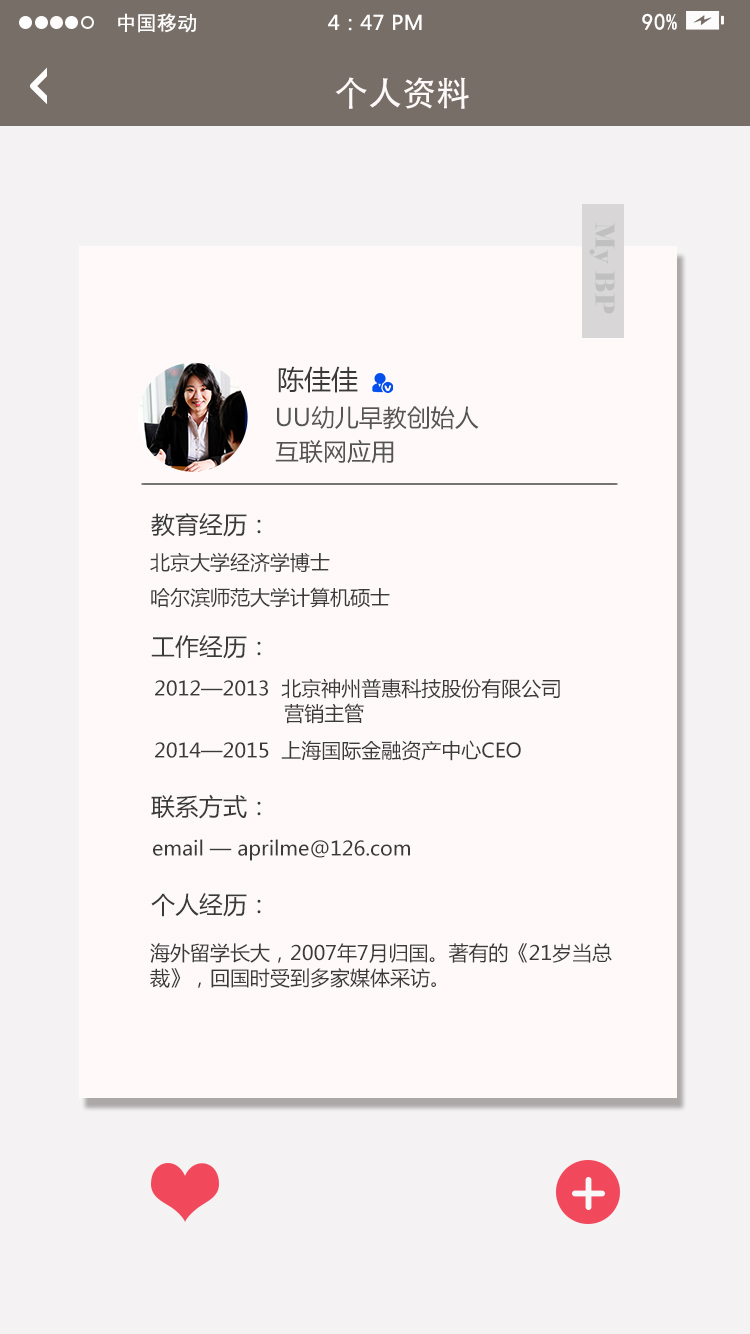 中国移动 4：47 PM 90%
个人资料
My BP
陈佳佳
UU幼儿早教创始人
互联网应用
教育经历：
北京大学经济学博士
哈尔滨师范大学计算机硕士
工作经历：
2012—2013 北京神州普惠科技股份有限公司
营销主管
2014—2015 上海国际金融资产中心CEO
联系方式：
email — aprilme@126.com
个人经历：
海外留学长大，2007年7月归国。著有的《21岁当总
裁》，回国时受到多家媒体采访。